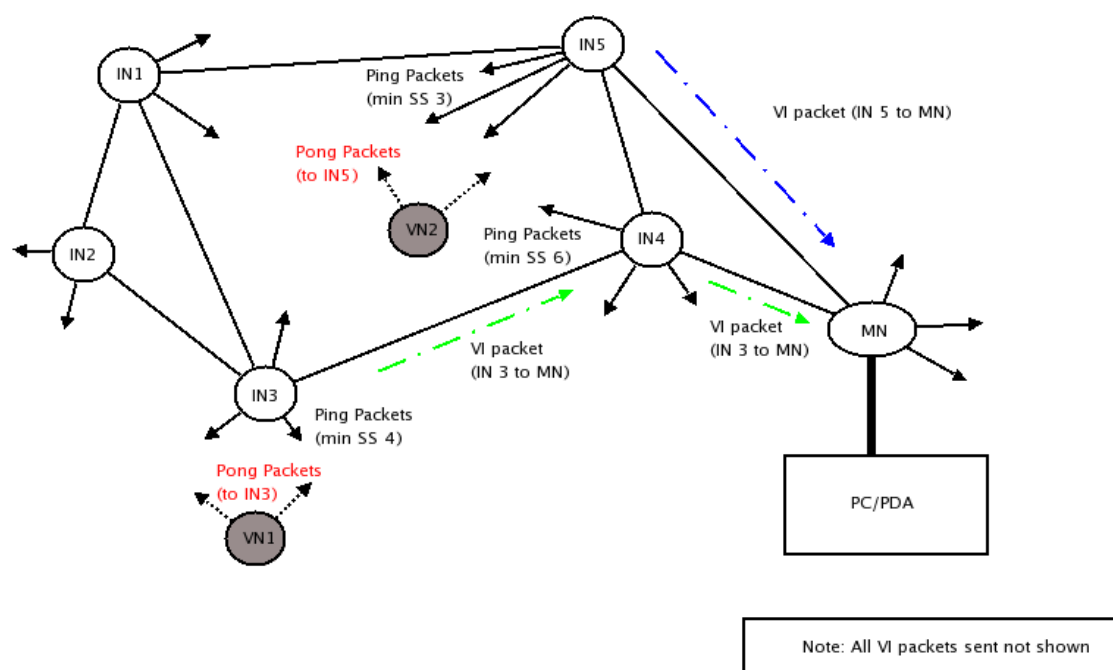 IN5
IN1
Ping Packets
(min SS 3)
VI packet (IN 5 to MN)
Pong Packets
(to IN5)
VN2
IN2
Ping Packets
(min SS 6)
IN4
MN
VI packet
(IN 3 to MN)
VI packet
(IN 3 to MN)
IN3
Ping Packets
(min SS 4)
Pong Packets
(to IN3)
VN1
PC/PDA
Note: All VI packets sent not shown